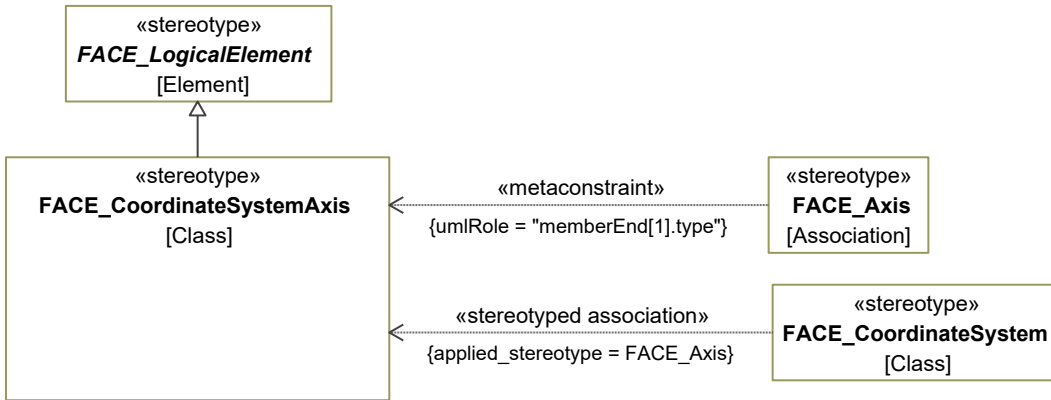 «stereotype»
FACE_LogicalElement
[Element]
«stereotype»
FACE_CoordinateSystemAxis
[Class]
«metaconstraint»
{umlRole = "memberEnd[1].type"}
«stereotype»
FACE_Axis
[Association]
«stereotyped association»
{applied_stereotype = FACE_Axis}
«stereotype»
FACE_CoordinateSystem
[Class]